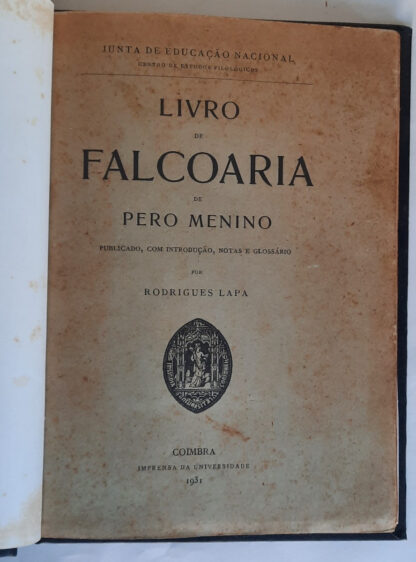 JUNTA DE EDUCAÇÃO NACIONAL
CENTRO DE ESTUDOS FILOLÓGICOS
LIVRO
DE
FALCOARIA
DE
PERO MENINO
PUBLICADO, COM INTRODUÇÃO, NOTAS E GLOSSÁRIO
POR
RODRIGUES LAPA
COIMBRA
IMPRENSA DA UNIVERSIDADE
1931